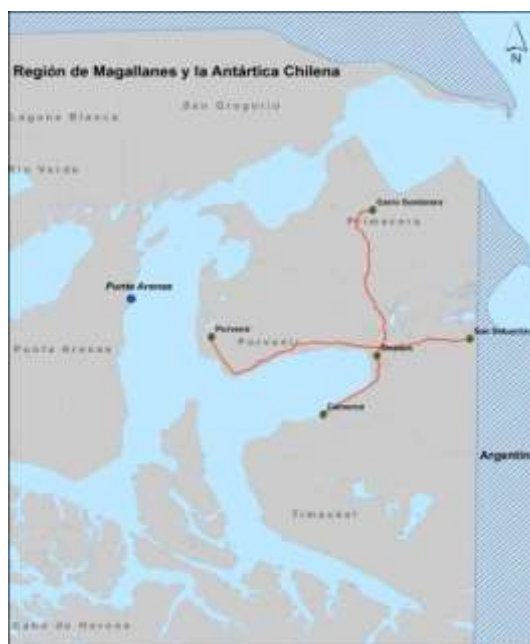 N
Región de Magallanes y la Antártica Chilena
San Gregorio
Laguna Blanca
Río Verde
Cerro Sombrero
Primavera
Punta Arenas
Porvenir
San Sebastián
Punta Arenas
Porvenir
Cameron
Argentin
Timaukel
Cabo de Hornos